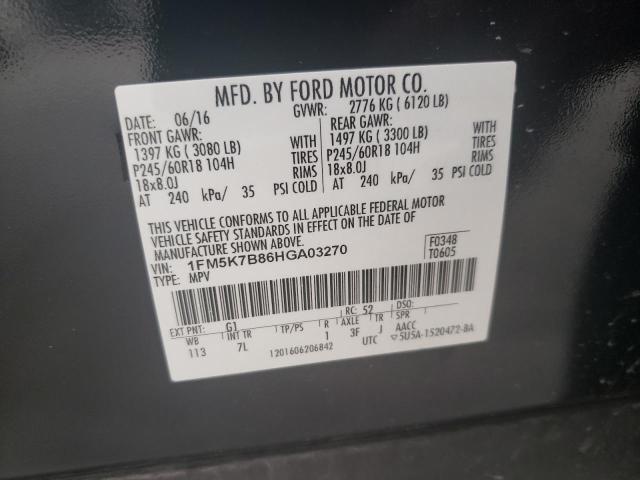 MFD. BY FORD MOTOR CO.
DATE: 06/16 GVWR: 2776 KG ( 6120 LB)
FRONT GAWR: REAR GAWR:
1397 KG ( 3080 LB) 1497 KG ( 3300 LB)
P245/60R18 104H TIRES P245/60R18 104H TIRES
18x8.0J RIMS 18x8.0J RIMS
AT 240 kPa/ 35 PSI COLD AT 240 kPa/ 35 PSI COLD
THIS VEHICLE CONFORMS TO ALL APPLICABLE FEDERAL MOTOR
VEHICLE SAFETY STANDARDS IN EFFECT ON THE DATE OF
MANUFACTURE SHOWN ABOVE.
VIN: 1FM5K7B86HGA03270 F0348
TYPE: MPV T0605
EXT PNT: G1 RC: 52 DSO:
WB INT TR TP/PS R AXLE TR SPR
113 7L 1 3F J AACC
1201606206842 UTC 5U5A-1520472-BA